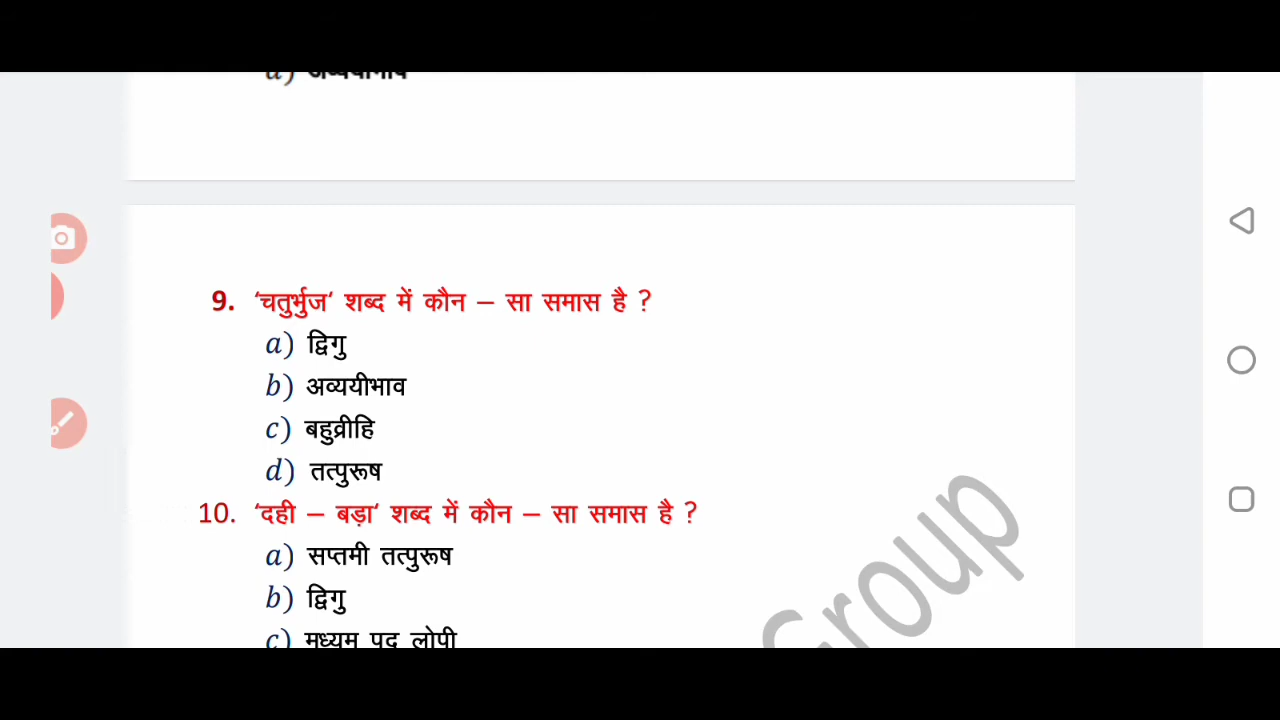 9. ‘चतुर्भुज‘ शब्द में कौन – सा समास है ?
a) द्विगु
b) अव्ययीभाव
c) बहुव्रीहि
d) तत्पुरूष
10. ‘दही – बड़ा‘ शब्द में कौन – सा समास है ?
a) सप्तमी तत्पुरूष
b) द्विगु
c) मध्यम पद लोपी
Group